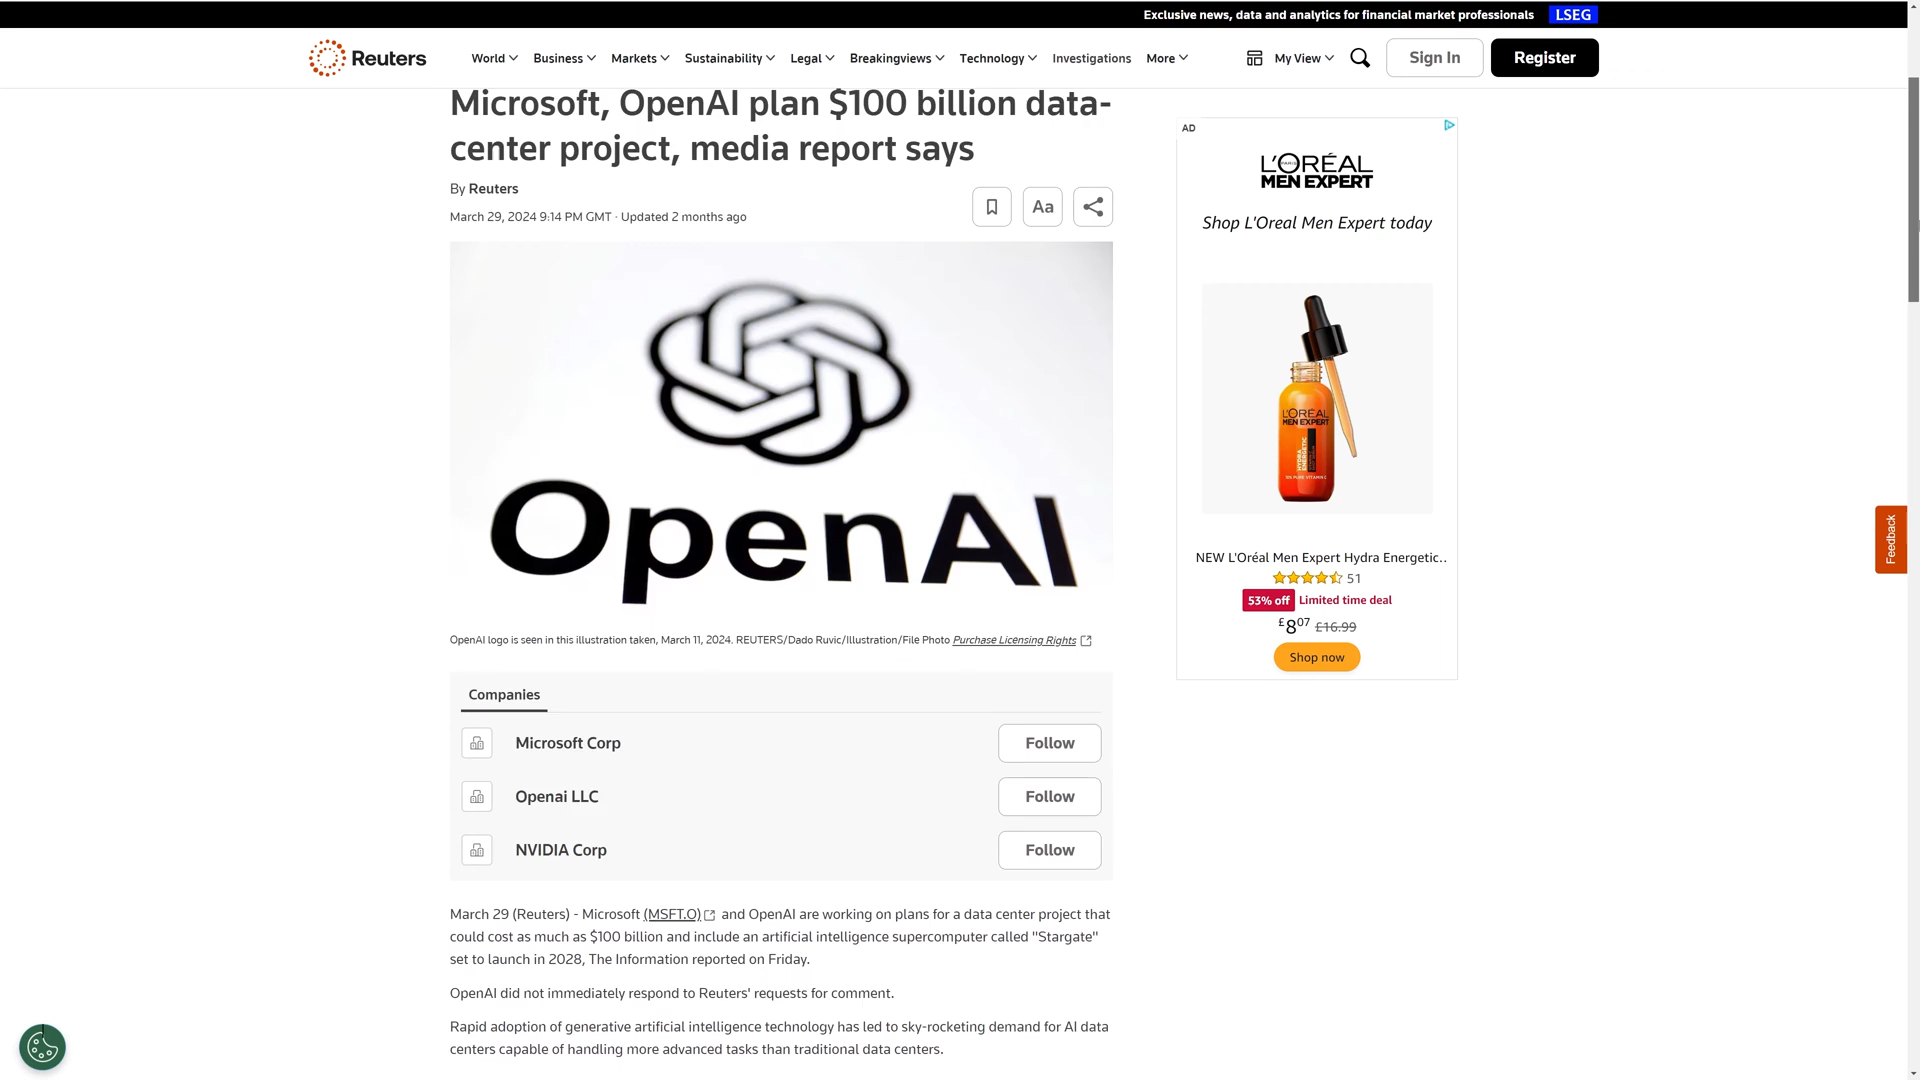 Exclusive news, data and analytics for financial market professionals LSEG
Reuters World Business Markets Sustainability Legal Breakingviews Technology Investigations More My View Sign In Register
Microsoft, OpenAI plan $100 billion data-
center project, media report says
By Reuters
March 29, 2024 9:14 PM GMT · Updated 2 months ago
Aa
OpenAI
OpenAI logo is seen in this illustration taken, March 11, 2024. REUTERS/Dado Ruvic/Illustration/File Photo Purchase Licensing Rights
Companies
Microsoft Corp Follow
Openai LLC Follow
NVIDIA Corp Follow
March 29 (Reuters) - Microsoft (MSFT.O) and OpenAI are working on plans for a data center project that
could cost as much as $100 billion and include an artificial intelligence supercomputer called "Stargate"
set to launch in 2028, The Information reported on Friday.
OpenAI did not immediately respond to Reuters' requests for comment.
Rapid adoption of generative artificial intelligence technology has led to sky-rocketing demand for AI data
centers capable of handling more advanced tasks than traditional data centers.
AD
L'ORÉAL
PARIS
MEN EXPERT
Shop L'Oreal Men Expert today
L'ORÉAL
MEN EXPERT
HYDRA
ENERGETIC
NEW L'Oréal Men Expert Hydra Energetic..
51
53% off Limited time deal
£8.07 £16.99
Shop now
Feedback